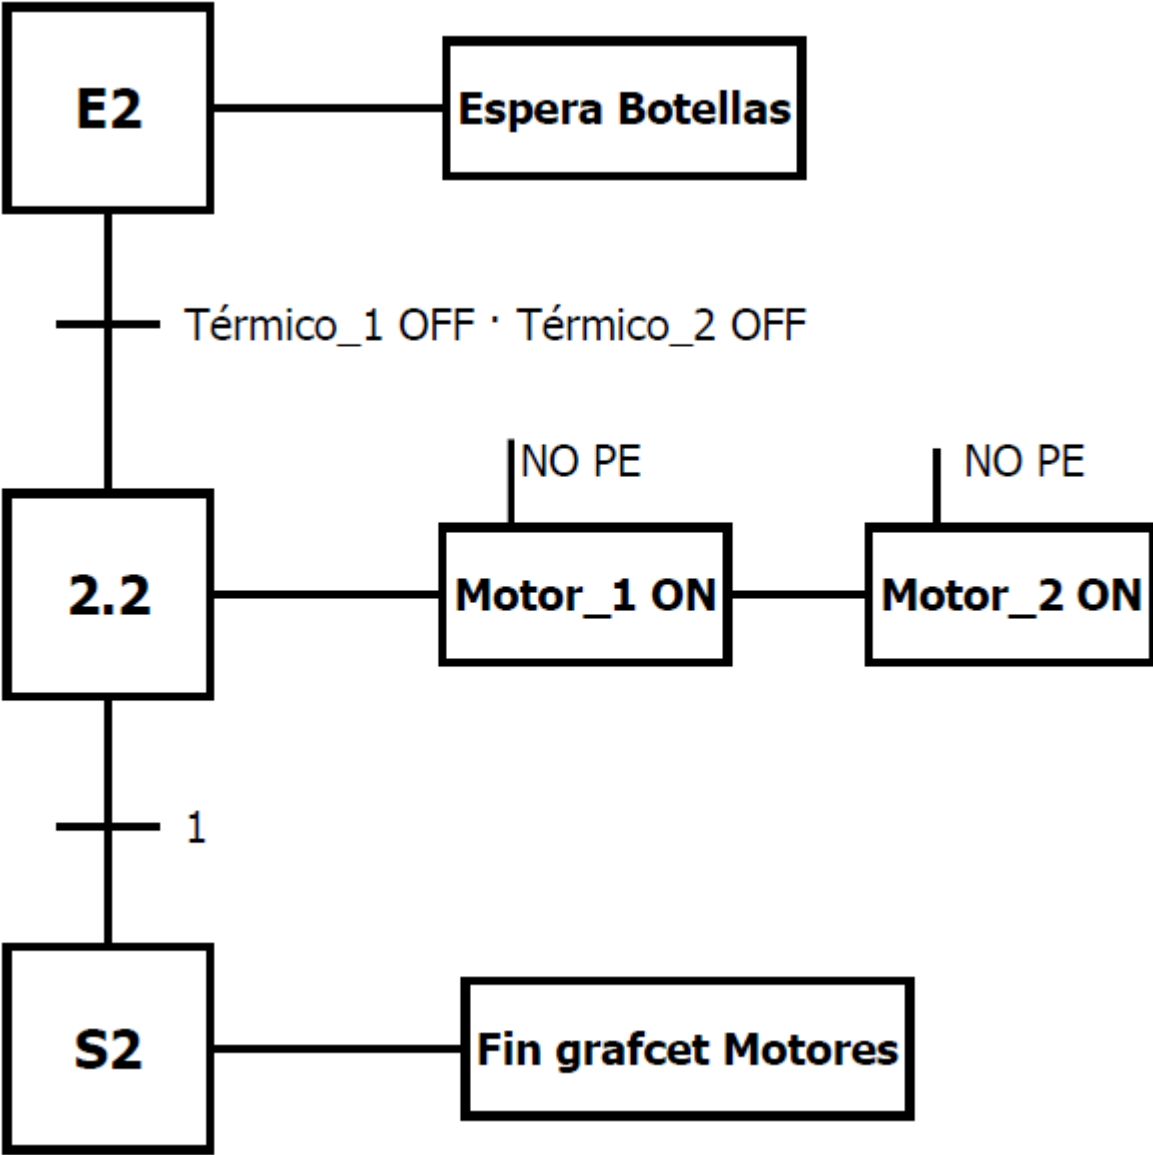 E2
Espera Botellas
Térmico_1 OFF · Térmico_2 OFF
NO PE
NO PE
2.2
Motor_1 ON
Motor_2 ON
1
S2
Fin grafcet Motores